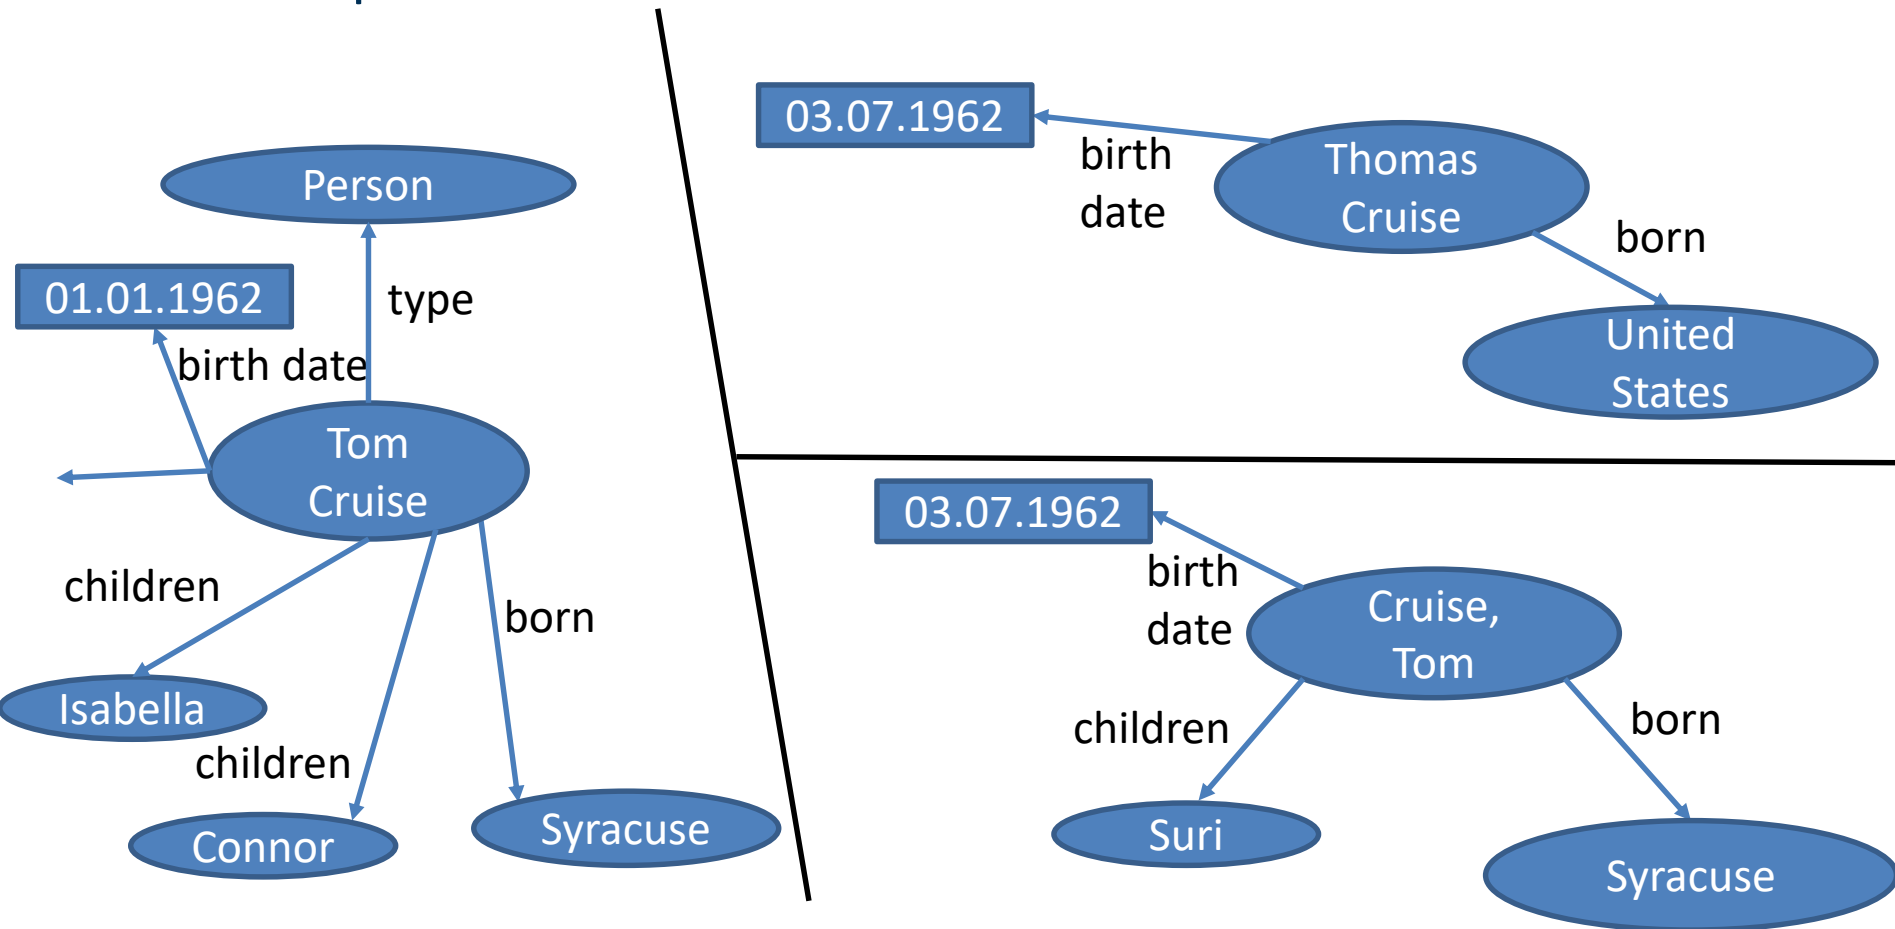 Person
01.01.1962
type
birth date
Tom
Cruise
children
born
Isabella
children
Connor
Syracuse
03.07.1962
birth
date
Thomas
Cruise
born
United
States
03.07.1962
birth
date
Cruise,
Tom
children
born
Suri
Syracuse